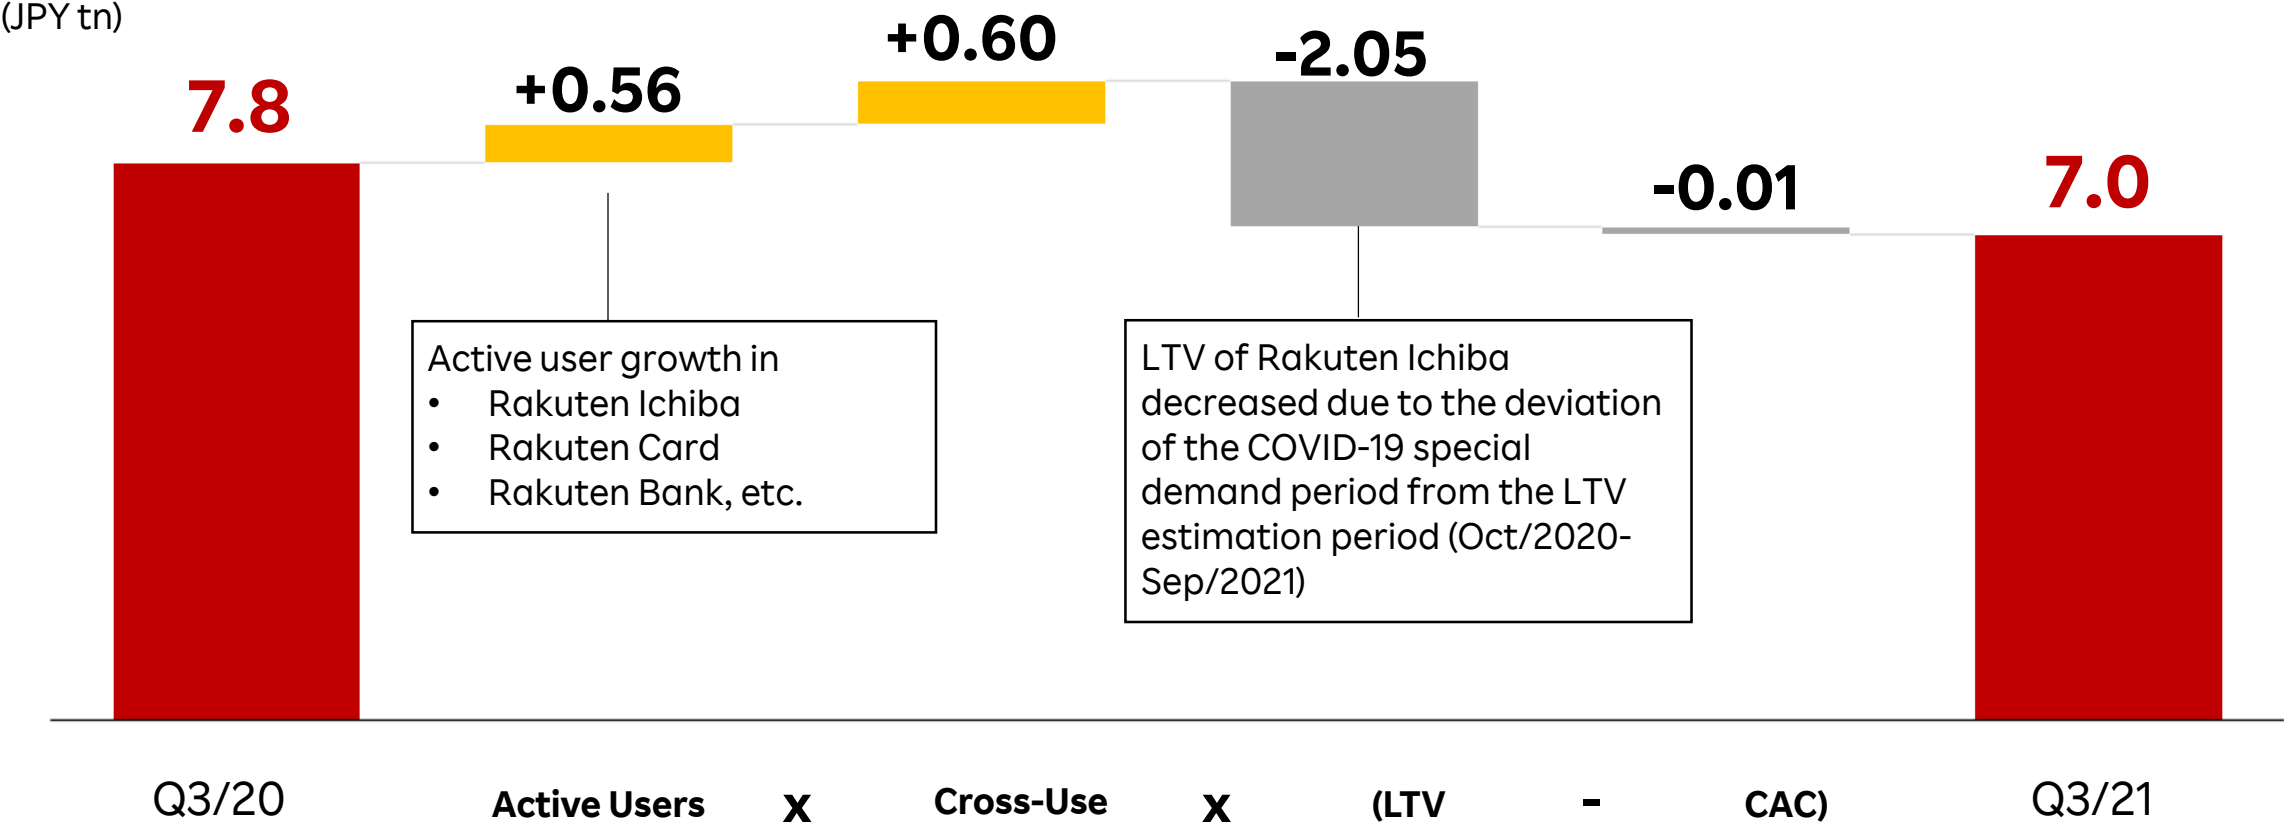 (JPY tn)
7.8
+0.56
+0.60
-2.05
-0.01
7.0
Active user growth in
• Rakuten Ichiba
• Rakuten Card
• Rakuten Bank, etc.
LTV of Rakuten Ichiba
decreased due to the deviation
of the COVID-19 special
demand period from the LTV
estimation period (Oct/2020-
Sep/2021)
Q3/20 Active Users x Cross-Use x (LTV - CAC) Q3/21